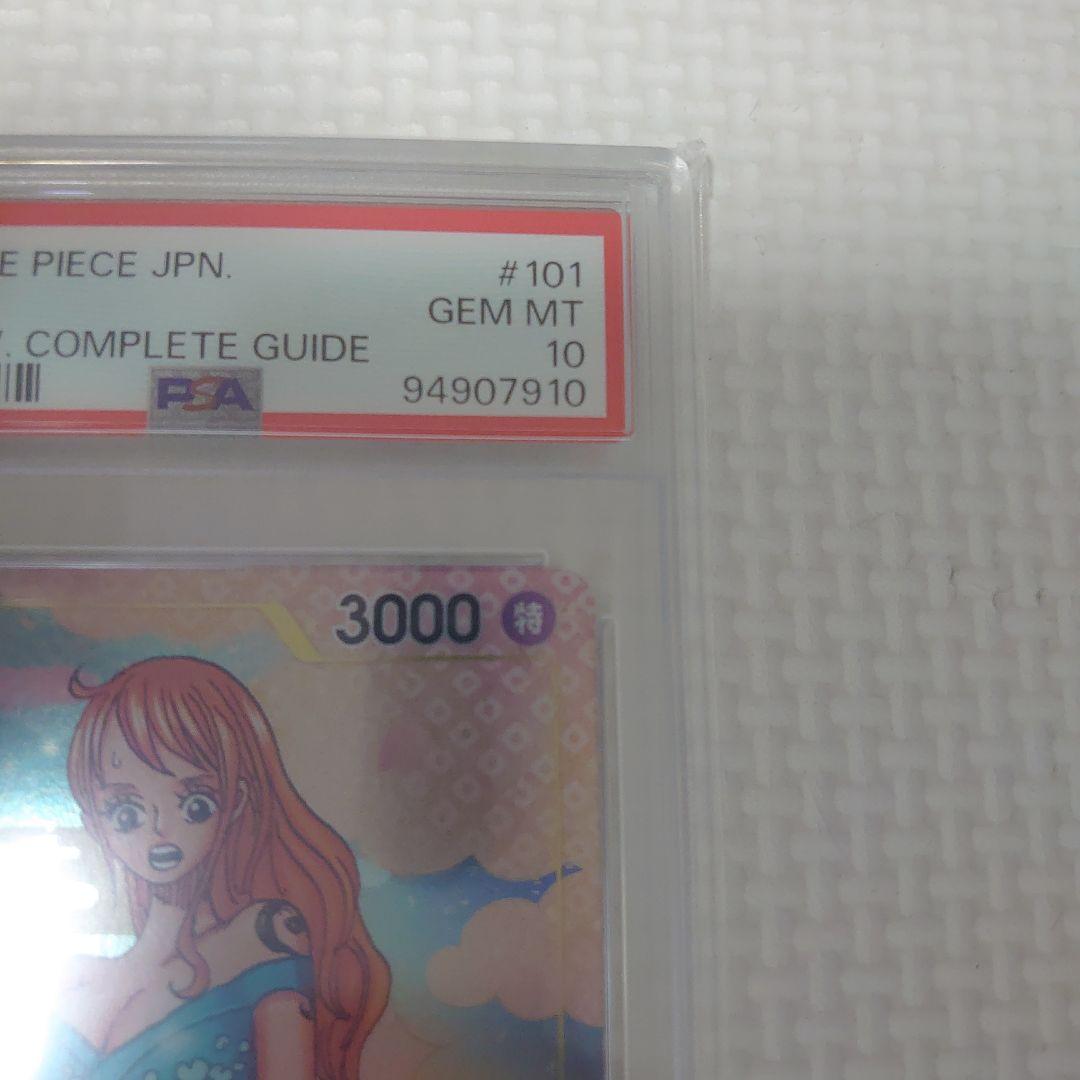 E PIECE JPN.
#101
GEM MT
. COMPLETE GUIDE
10
PSA
94907910
3000 特